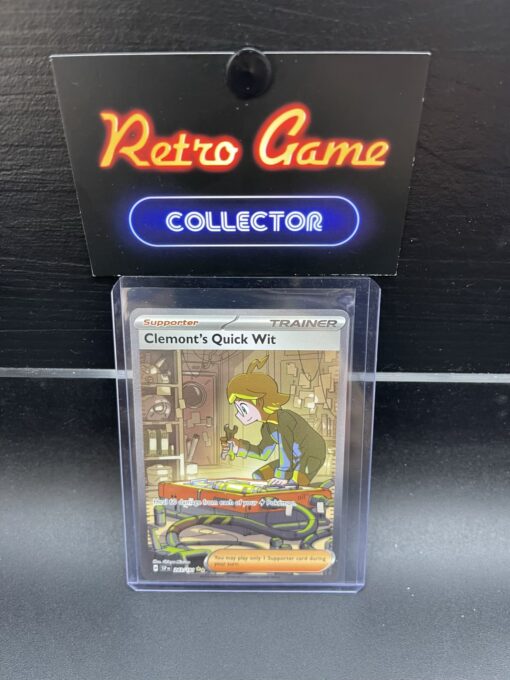 Retro Game
COLLECTOR
Supporter TRAINER
Clemont's Quick Wit
Heal 60 damage from each of your Pokémon.
You may play only 1 Supporter card during
your turn.